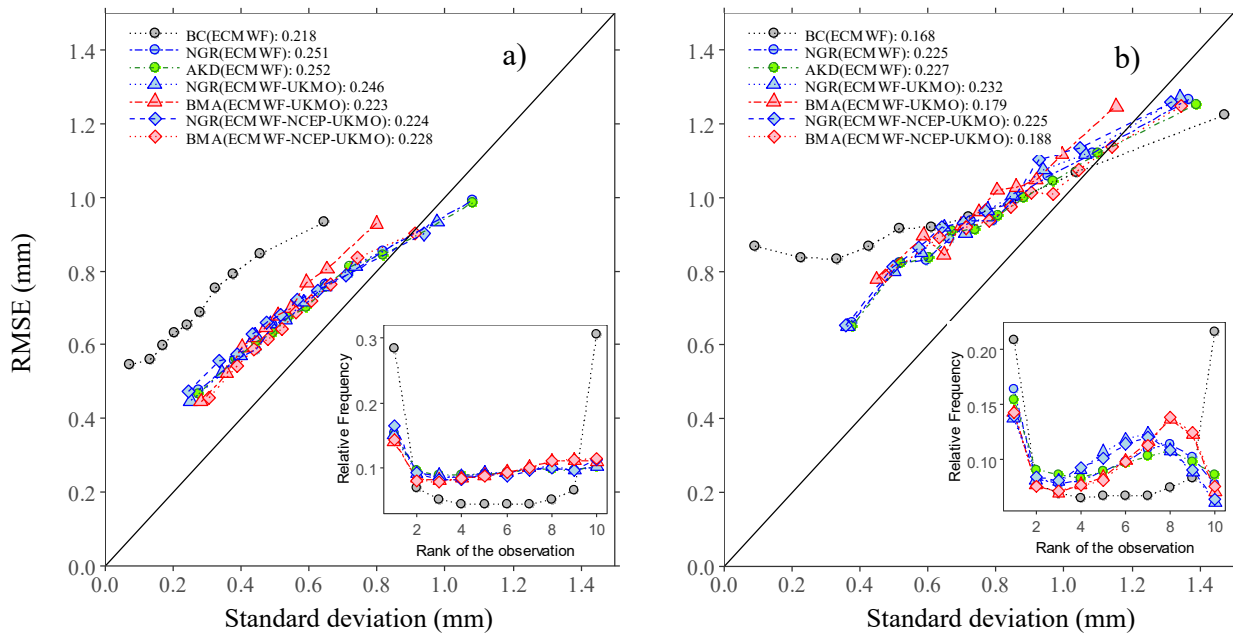 a)
BC(ECMWF): 0.218
NGR(ECMWF): 0.251
AKD(ECMWF): 0.252
NGR(ECMWF-UKMO): 0.246
BMA(ECMWF-UKMO): 0.223
NGR(ECMWF-NCEP-UKMO): 0.224
BMA(ECMWF-NCEP-UKMO): 0.228
RMSE (mm)
1.4
1.2
1.0
0.8
0.6
0.4
0.2
0.0
0.0 0.2 0.4 0.6 0.8 1.0 1.2 1.4
Standard deviation (mm)
Relative Frequency
0.3
0.2
0.1
2 4 6 8 10
Rank of the observation
b)
BC(ECMWF): 0.168
NGR(ECMWF): 0.225
AKD(ECMWF): 0.227
NGR(ECMWF-UKMO): 0.232
BMA(ECMWF-UKMO): 0.179
NGR(ECMWF-NCEP-UKMO): 0.225
BMA(ECMWF-NCEP-UKMO): 0.188
1.4
1.2
1.0
0.8
0.6
0.4
0.2
0.0
0.0 0.2 0.4 0.6 0.8 1.0 1.2 1.4
Standard deviation (mm)
Relative Frequency
0.20
0.15
0.10
2 4 6 8 10
Rank of the observation